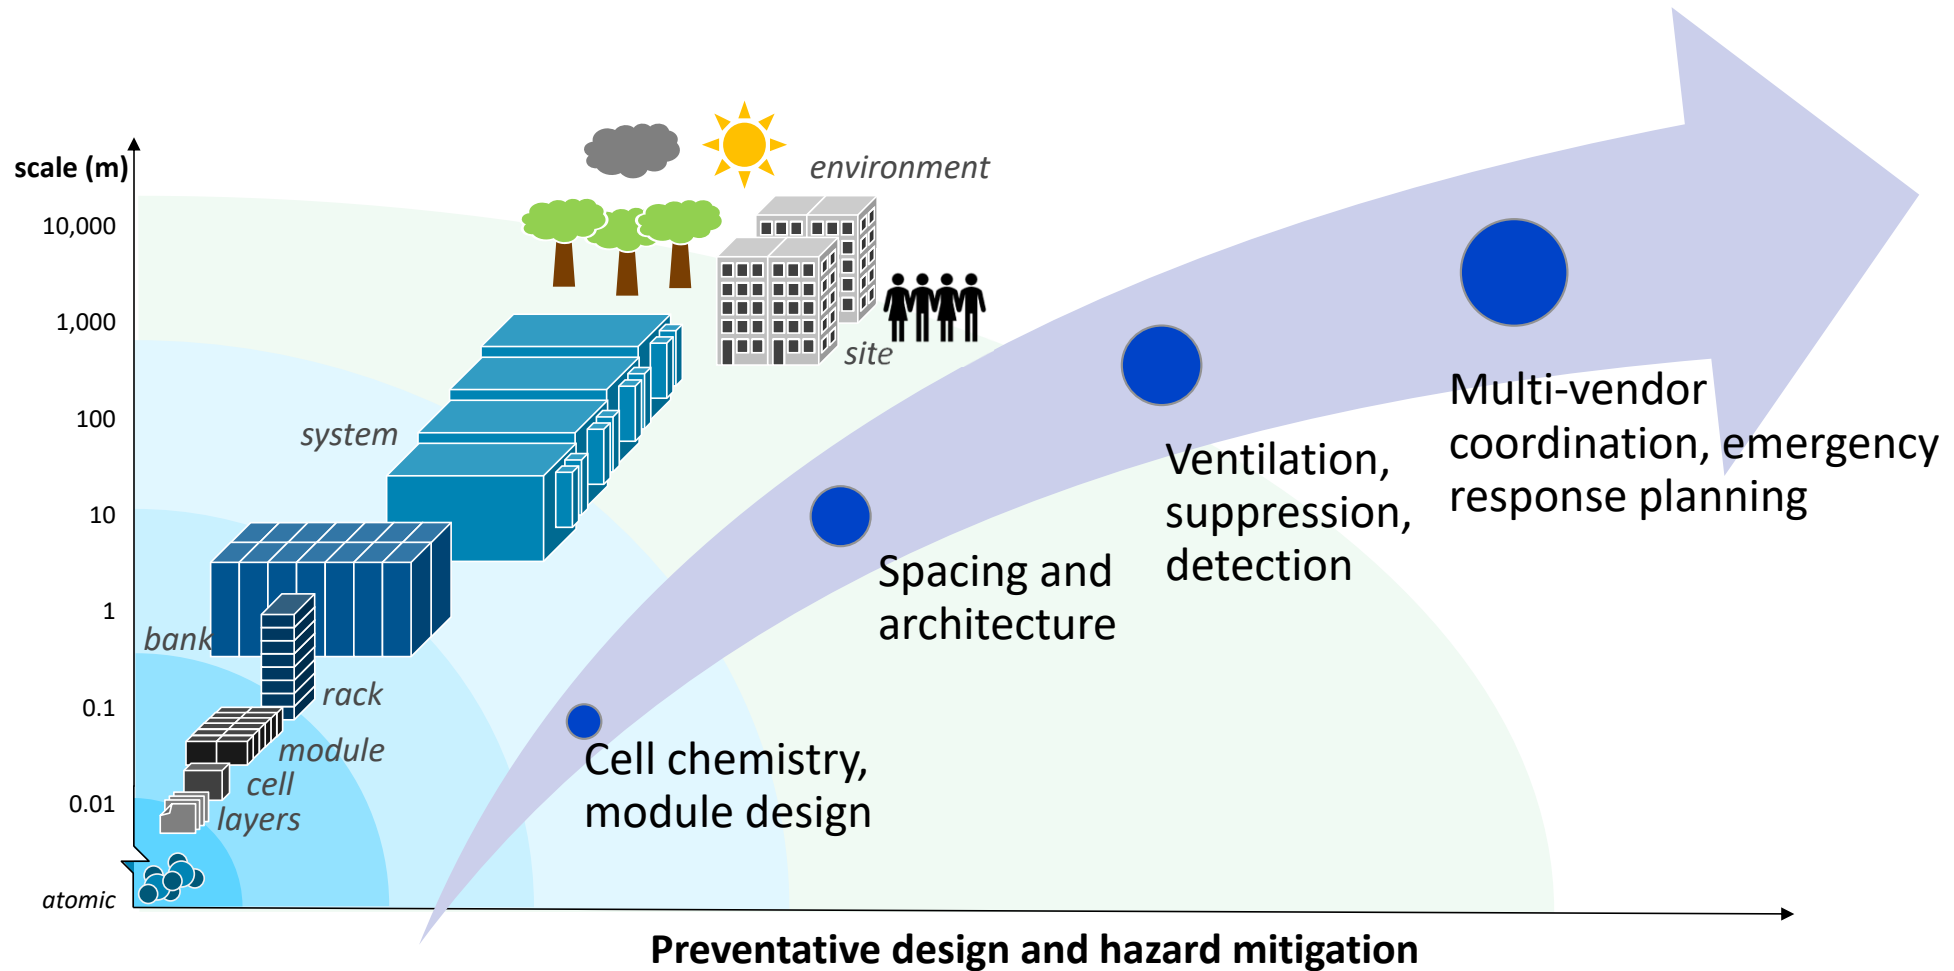 scale (m)
10,000
1,000
100
10
1
0.1
0.01
atomic
environment
site
system
bank
rack
module
cell
layers
Cell chemistry,
module design
Spacing and
architecture
Ventilation,
suppression,
detection
Multi-vendor
coordination, emergency
response planning
Preventative design and hazard mitigation